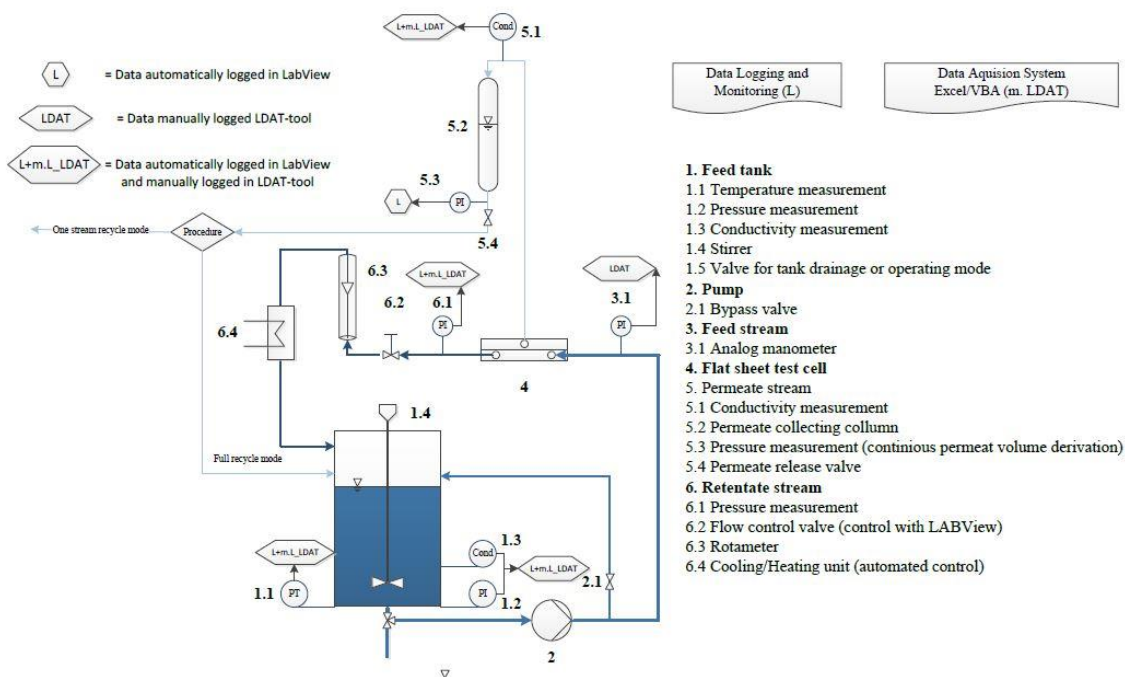 L+m.L_LDAT
Cond
5.1
L
= Data automatically logged in LabView
LDAT
= Data manually logged LDAT-tool
L+m.L_LDAT
= Data automatically logged in LabView
and manually logged in LDAT-tool
5.2
5.3
L
PI
5.4
One stream recycle mode
Procedure
6.3
L+m.L_LDAT
LDAT
6.4
6.2
6.1
3.1
PI
PI
4
1.4
Full recycle mode
1.3
L+m.L_LDAT
Cond
L+m.L_LDAT
2.1
1.1
PT
PI
1.2
2
Data Logging and
Monitoring (L)
Data Aquision System
Excel/VBA (m. LDAT)
1. Feed tank
1.1 Temperature measurement
1.2 Pressure measurement
1.3 Conductivity measurement
1.4 Stirrer
1.5 Valve for tank drainage or operating mode
2. Pump
2.1 Bypass valve
3. Feed stream
3.1 Analog manometer
4. Flat sheet test cell
5. Permeate stream
5.1 Conductivity measurement
5.2 Permeate collecting collumn
5.3 Pressure measurement (continious permeat volume derivation)
5.4 Permeate release valve
6. Retentate stream
6.1 Pressure measurement
6.2 Flow control valve (control with LABView)
6.3 Rotameter
6.4 Cooling/Heating unit (automated control)